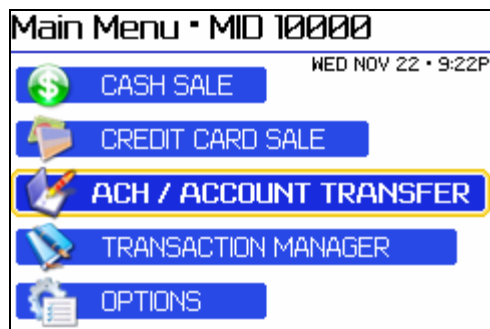 Main Menu • MID 10000
WED NOV 22 • 9:22P
CASH SALE
CREDIT CARD SALE
ACH / ACCOUNT TRANSFER
TRANSACTION MANAGER
OPTIONS